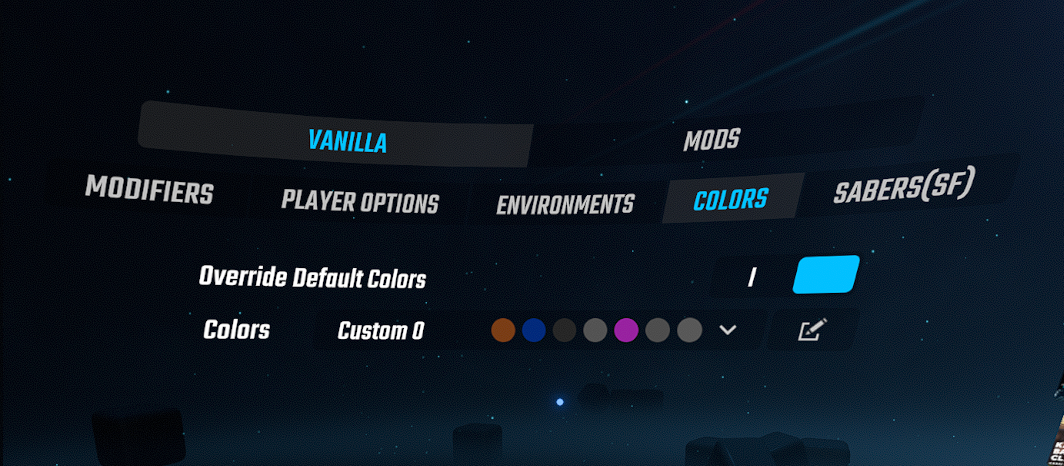 VANILLA MODS
MODIFIERS PLAYER OPTIONS ENVIRONMENTS COLORS SABERS(SF)
Override Default Colors I
Colors Custom 0